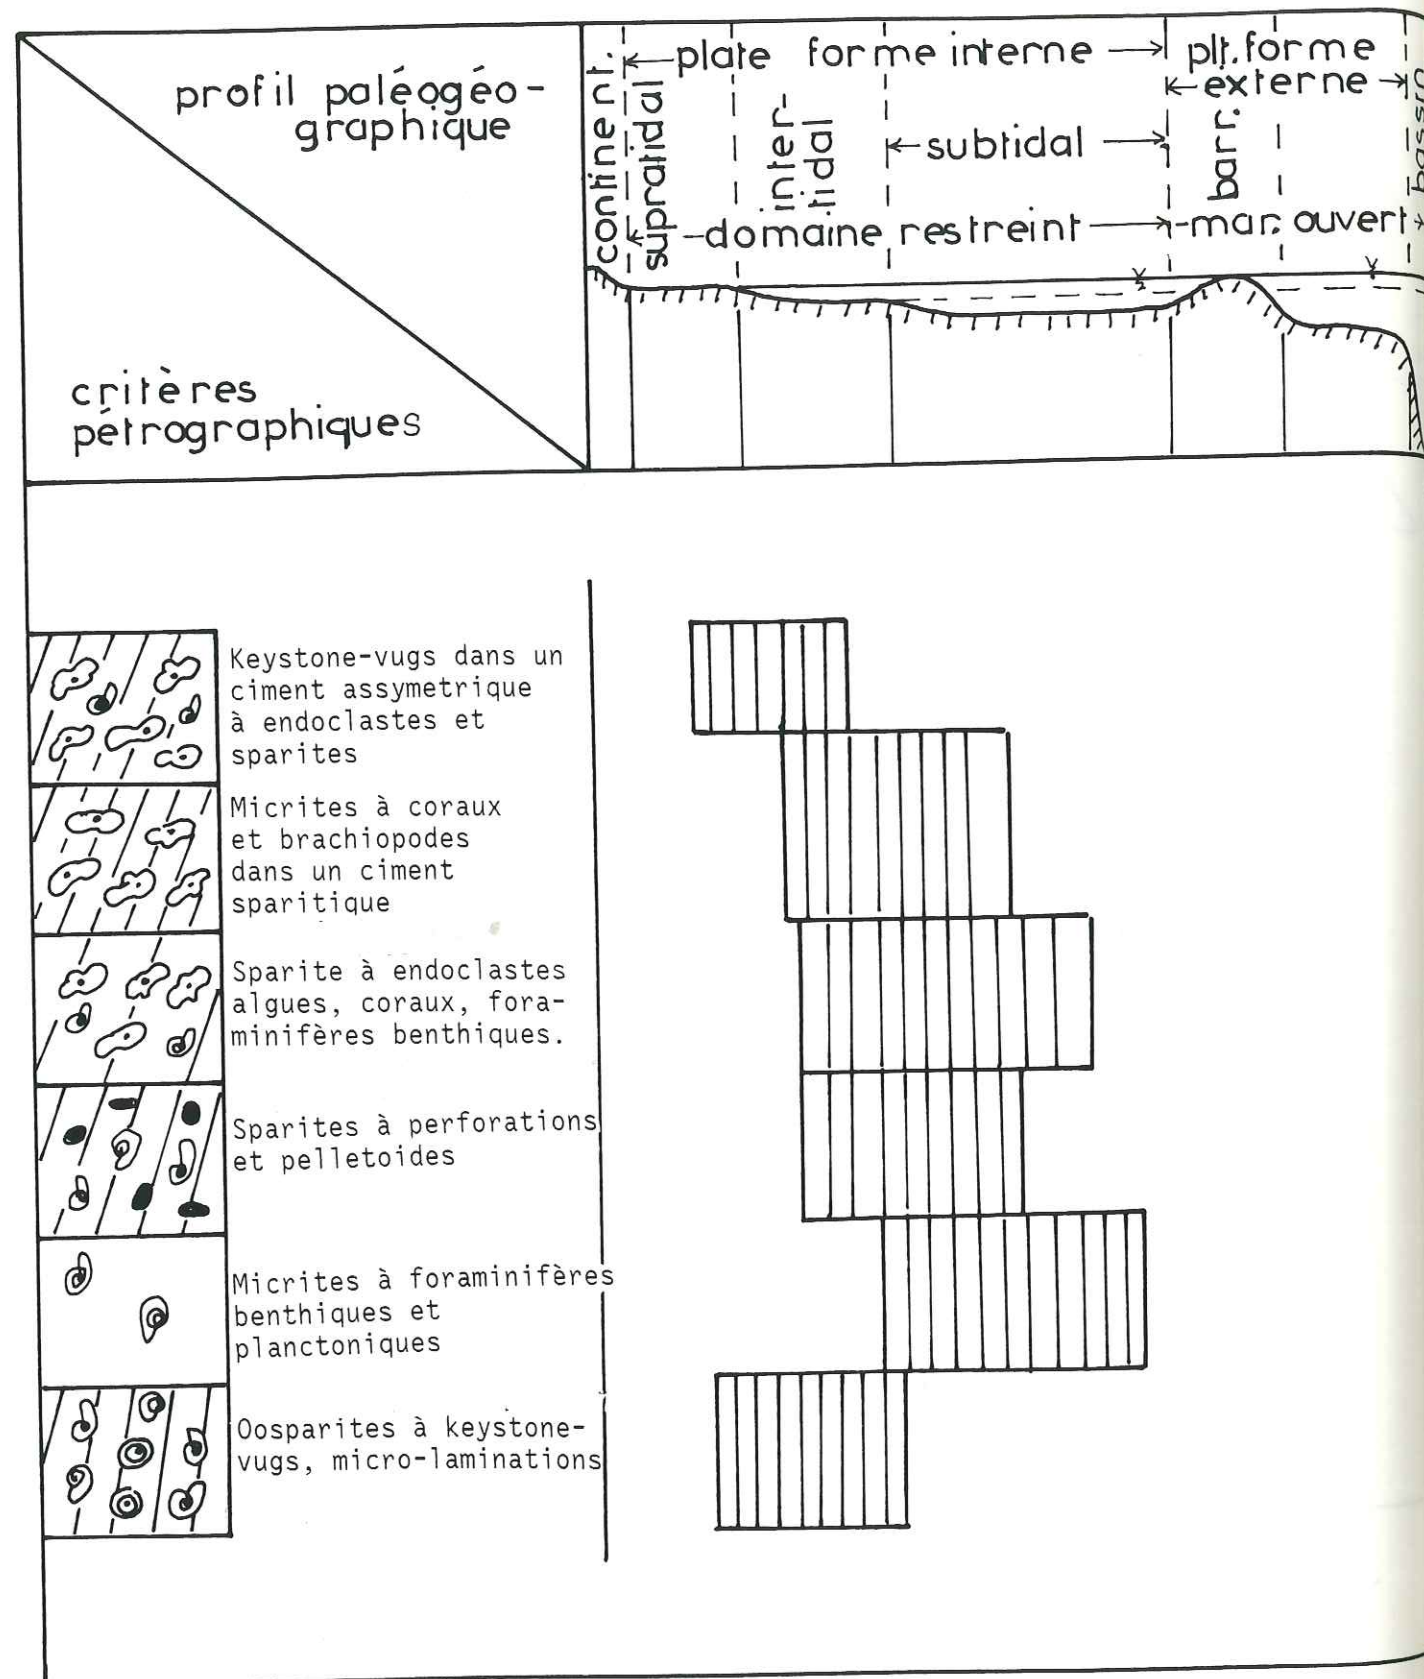 profil paléogéo-
graphique
critères
pétrographiques
continent.
supratidal
plate forme interne
inter-
tidal
subtidal
domaine restreint
plt. forme
externe
barr.
mar. ouvert
Keystone-vugs dans un
ciment assymetrique
à endoclastes et
sparites
Micrites à coraux
et brachiopodes
dans un ciment
sparitique
Sparite à endoclastes
algues, coraux, fora-
minifères benthiques.
Sparites à perforations
et pelletoides
Micrites à foraminifères
benthiques et
planctoniques
Oosparites à keystone-
vugs, micro-laminations